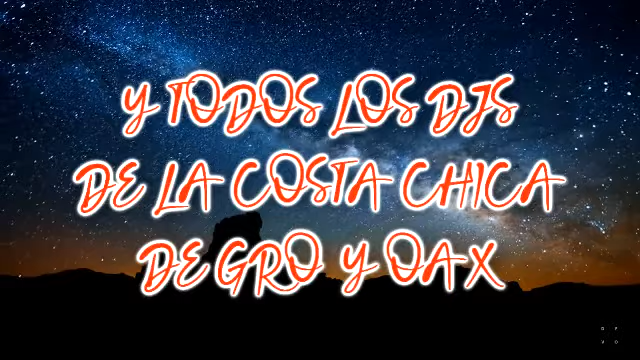 Y TODOS LOS DJS
DE LA COSTA CHICA
DE GRO Y OAX